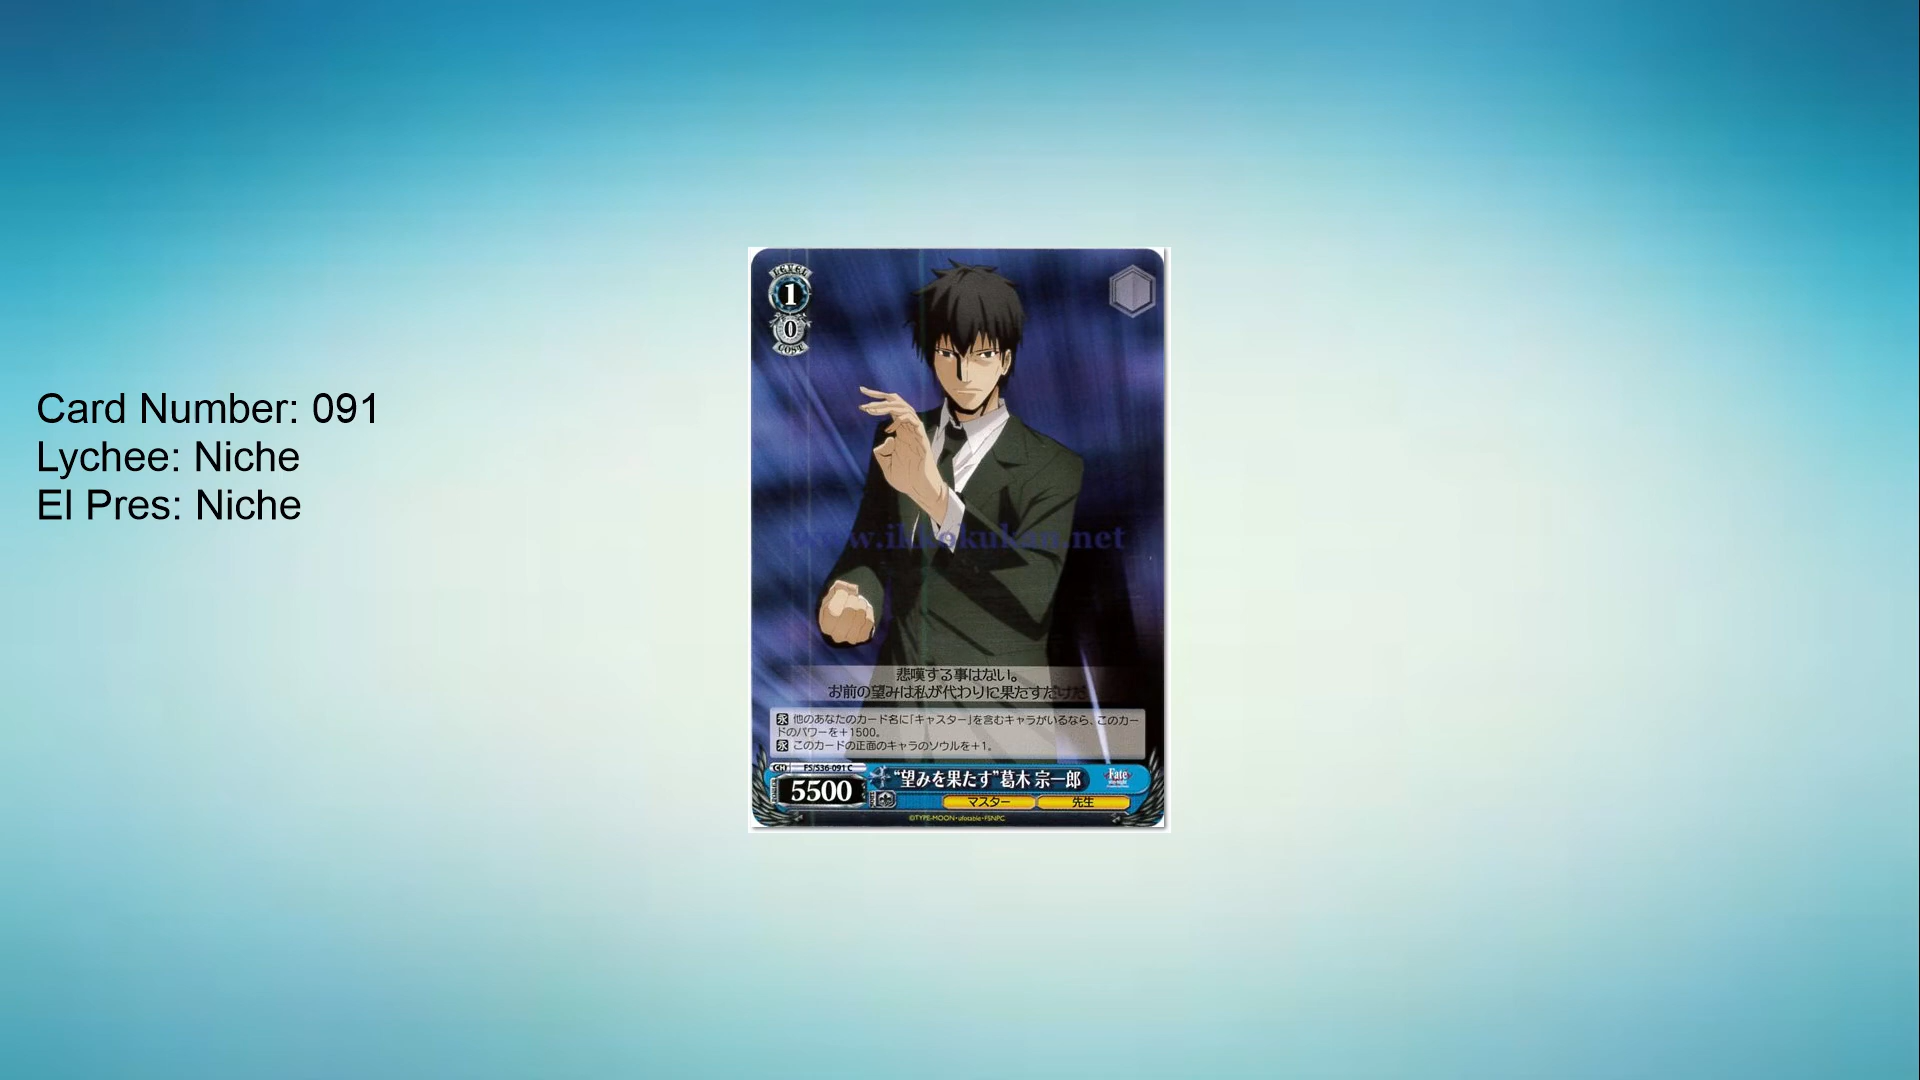 Card Number: 091
Lychee: Niche
El Pres: Niche
LEVEL
1
0
COST
www.ikkokukan.net
悲嘆する事はない。
お前の望みは私が代わりに果たすだけだ
永 他のあなたのカード名に「キャスター」を含むキャラがいるなら、このカー
ドのパワーを+1500。
永 このカードの正面のキャラのソウルを+1。
CH FS/S36-091 C
5500
“望みを果たす”葛木 宗一郎
Fate
マスター 先生
©TYPE-MOON・ufotable・FSNPC